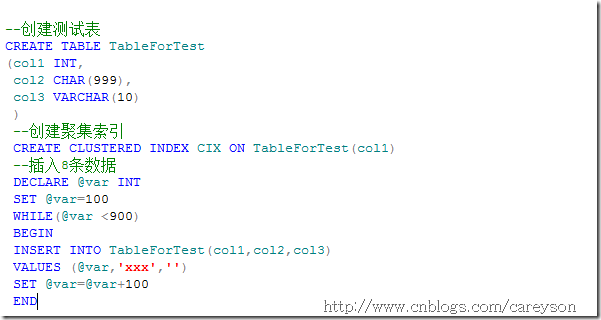 --创建测试表
CREATE TABLE TableForTest
(col1 INT,
col2 CHAR(999),
col3 VARCHAR(10)
)
--创建聚集索引
CREATE CLUSTERED INDEX CIX ON TableForTest(col1)
--插入8条数据
DECLARE @var INT
SET @var=100
WHILE(@var <900)
BEGIN
INSERT INTO TableForTest(col1,col2,col3)
VALUES (@var,'xxx','')
SET @var=@var+100
END
http://www.cnblogs.com/careyson